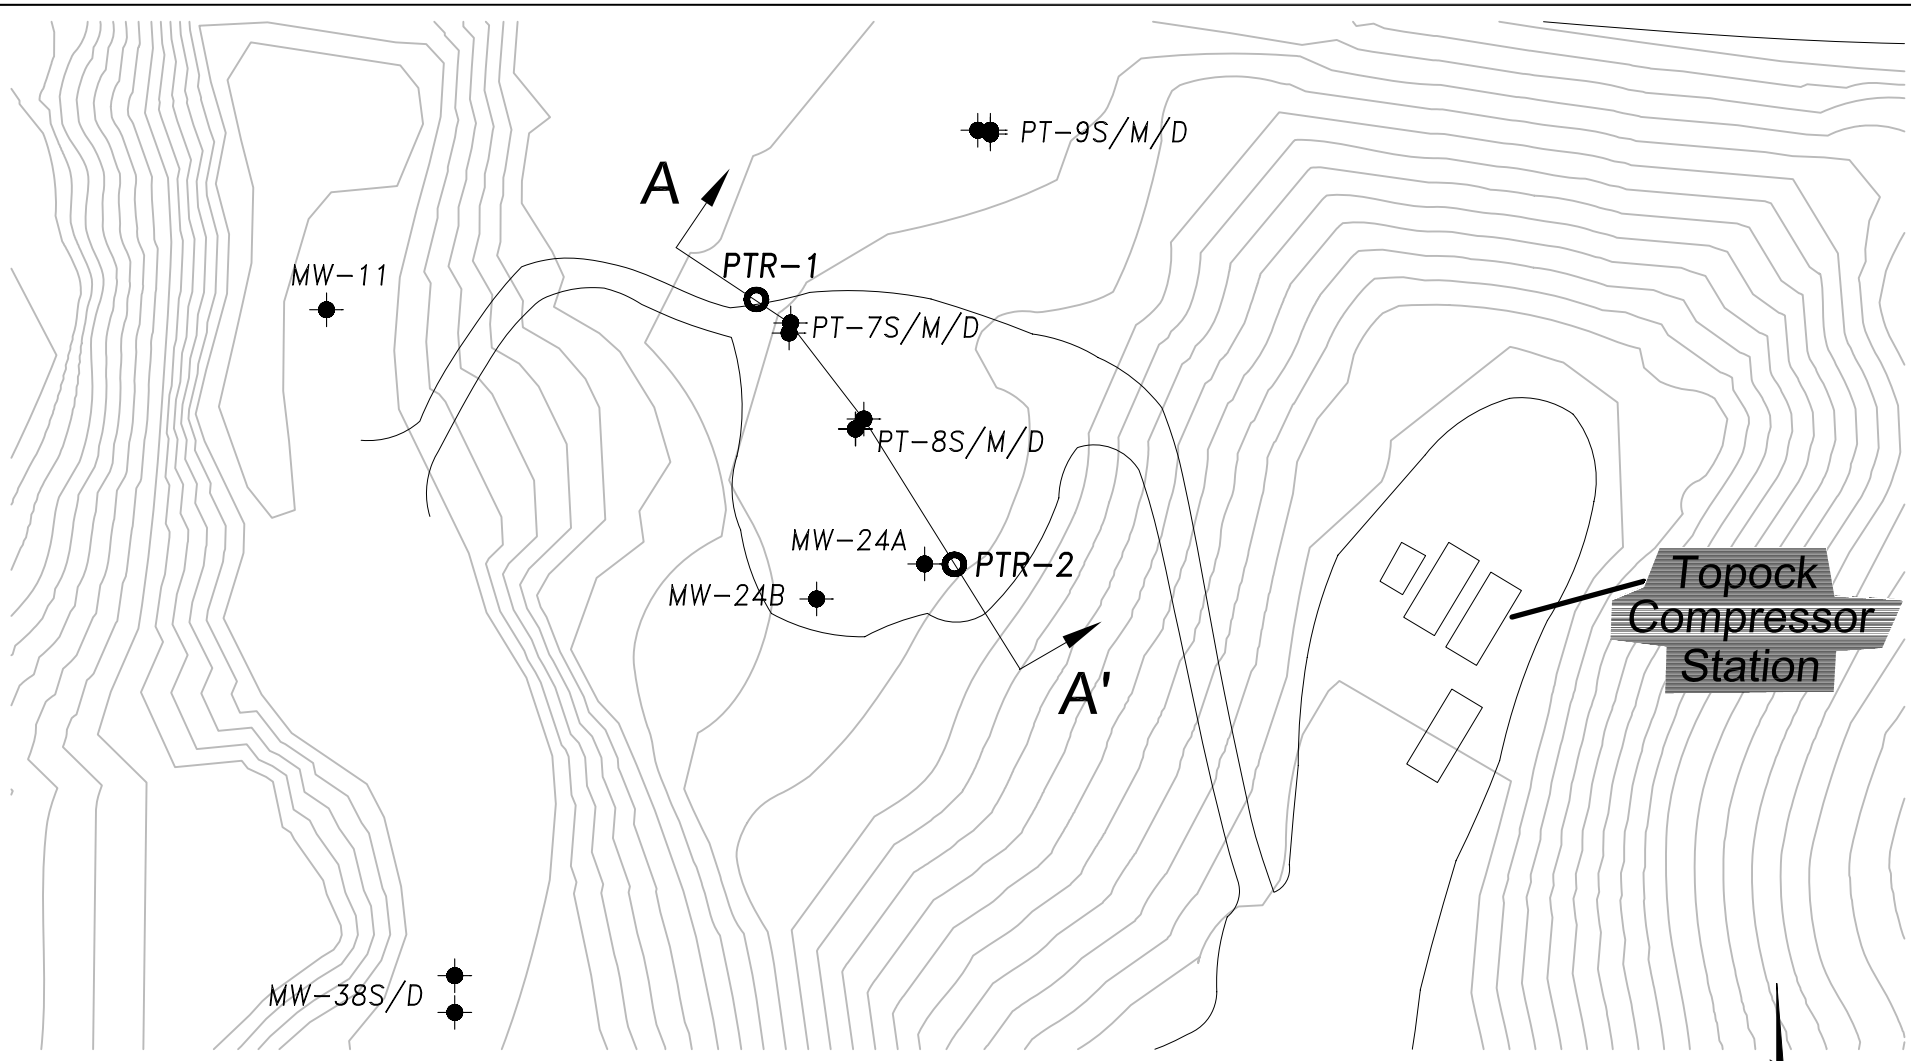 PT-9S/M/D
A
PTR-1
MW-11
PT-7S/M/D
PT-8S/M/D
MW-24A
PTR-2
MW-24B
Topock
Compressor
Station
A'
MW-38S/D